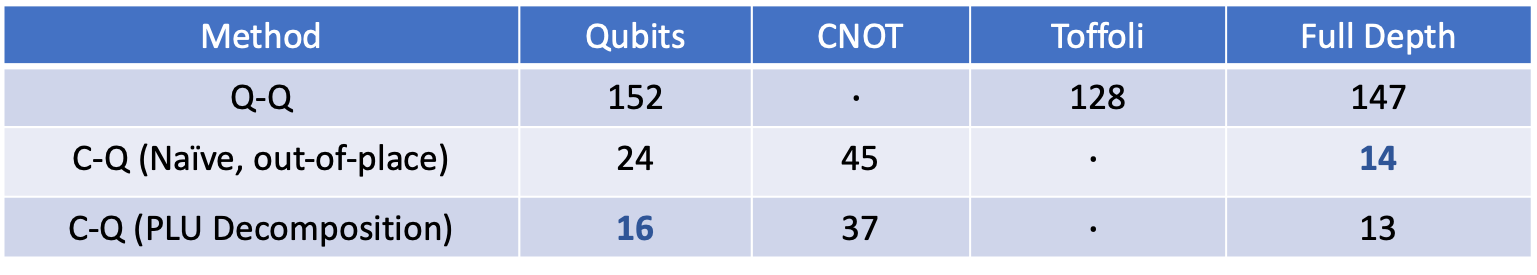 Method Qubits CNOT Toffoli Full Depth
Q-Q 152 · 128 147
C-Q (Naïve, out-of-place) 24 45 · 14
C-Q (PLU Decomposition) 16 37 · 13